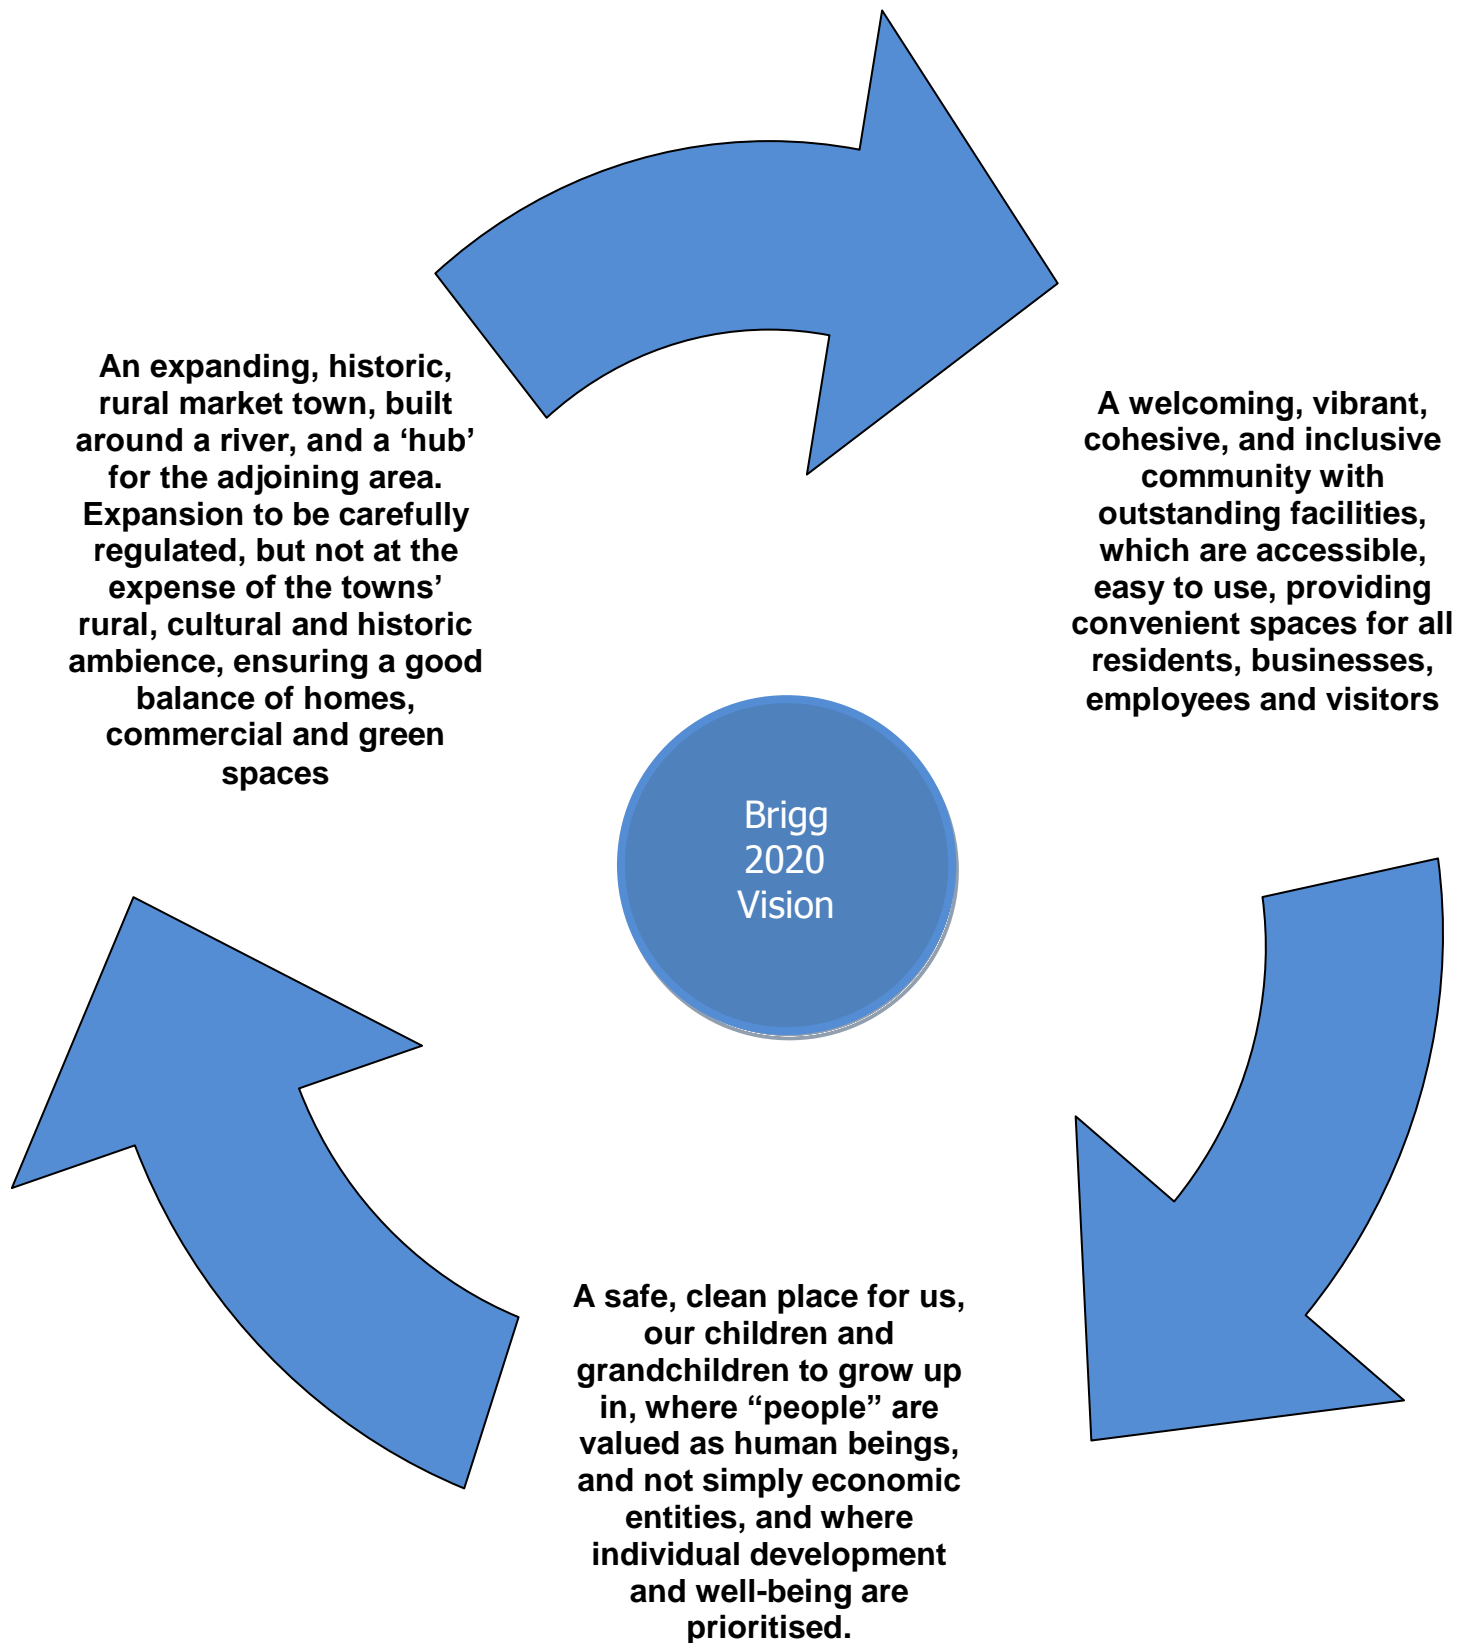 An expanding, historic,
rural market town, built
around a river, and a ‘hub’
for the adjoining area.
Expansion to be carefully
regulated, but not at the
expense of the towns’
rural, cultural and historic
ambience, ensuring a good
balance of homes,
commercial and green
spaces
A welcoming, vibrant,
cohesive, and inclusive
community with
outstanding facilities,
which are accessible,
easy to use, providing
convenient spaces for all
residents, businesses,
employees and visitors
Brigg
2020
Vision
A safe, clean place for us,
our children and
grandchildren to grow up
in, where “people” are
valued as human beings,
and not simply economic
entities, and where
individual development
and well-being are
prioritised.